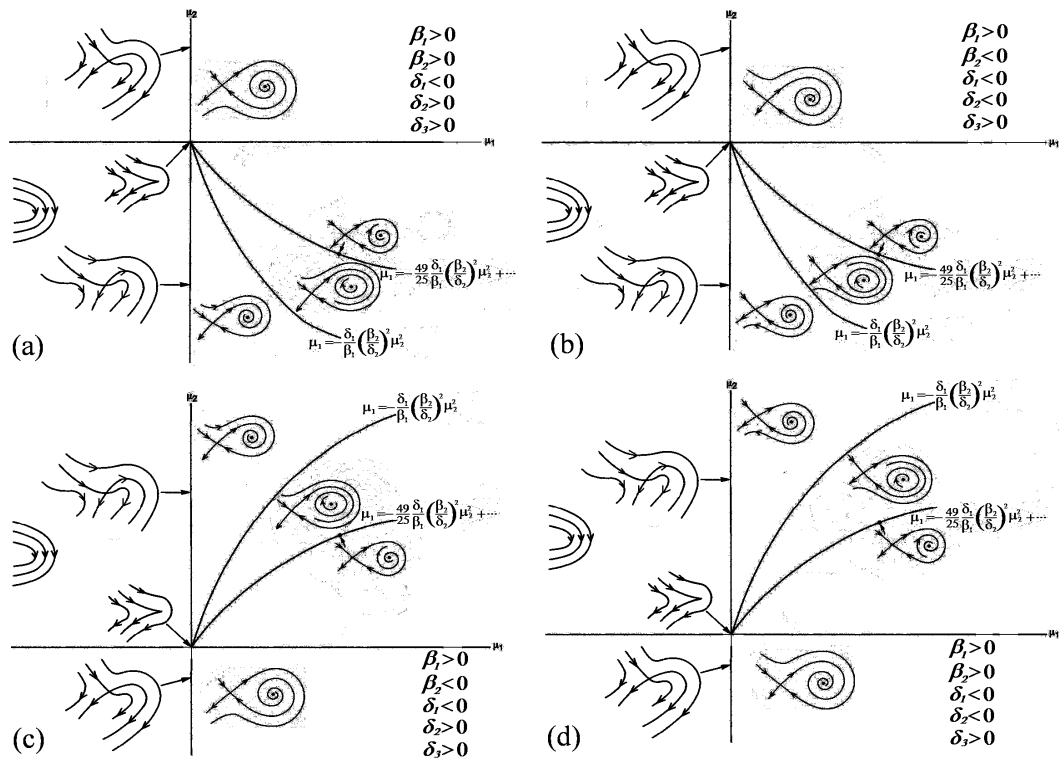 μ₂
β₁>0
β₂>0
δ₁<0
δ₂>0
δ₃>0
μ₁
μ₁=-49/25 δ₁/β₁ (β₂/δ₂)² μ₂² + ···
μ₁=-δ₁/β₁ (β₂/δ₂)² μ₂²
(a)
μ₂
β₁>0
β₂<0
δ₁<0
δ₂<0
δ₃>0
μ₁
μ₁=-49/25 δ₁/β₁ (β₂/δ₂)² μ₂² + ···
μ₁=-δ₁/β₁ (β₂/δ₂)² μ₂²
(b)
μ₂
μ₁=-δ₁/β₁ (β₂/δ₂)² μ₂²
μ₁=-49/25 δ₁/β₁ (β₂/δ₂)² μ₂² + ···
μ₁
β₁>0
β₂<0
δ₁<0
δ₂>0
δ₃>0
(c)
μ₂
μ₁=-δ₁/β₁ (β₂/δ₂)² μ₂²
μ₁=-49/25 δ₁/β₁ (β₂/δ₂)² μ₂² + ···
μ₁
β₁>0
β₂>0
δ₁<0
δ₂<0
δ₃>0
(d)